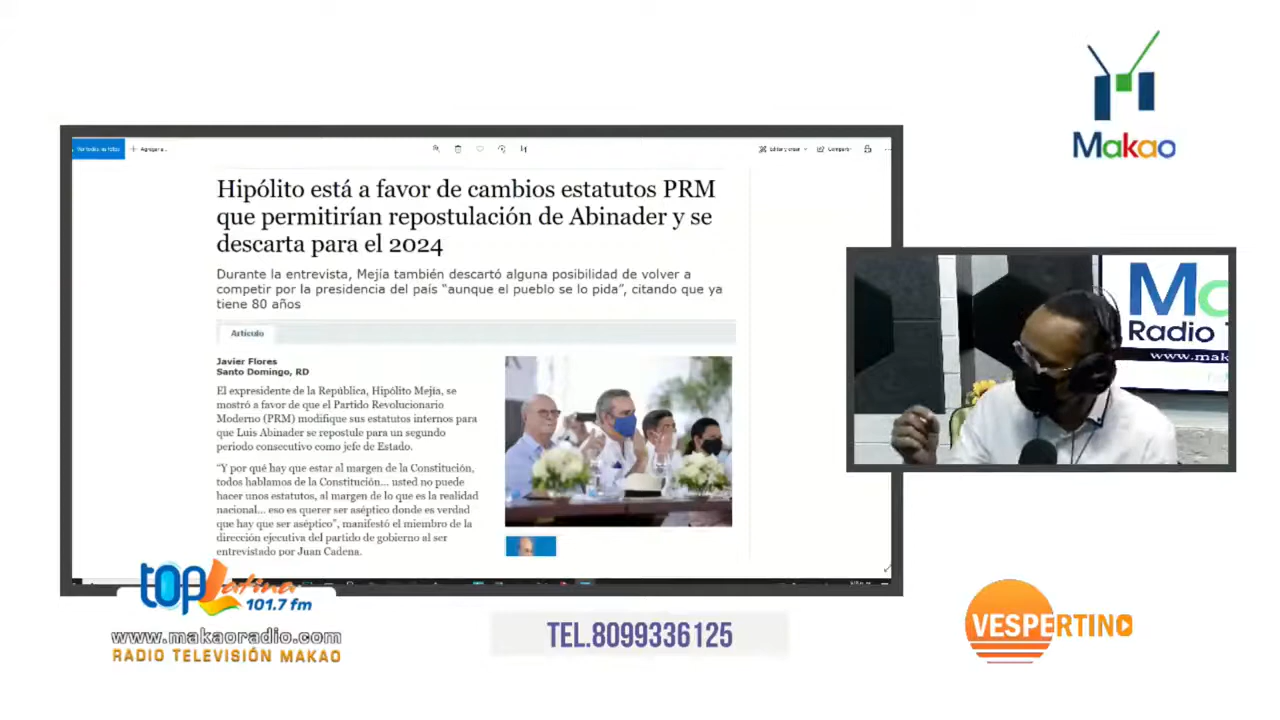 Makao
Agregar a...
Editar y crear
Compartir
Hipólito está a favor de cambios estatutos PRM
que permitirían repostulación de Abinader y se
descarta para el 2024
Durante la entrevista, Mejía también descartó alguna posibilidad de volver a
competir por la presidencia del país “aunque el pueblo se lo pida”, citando que ya
tiene 80 años
Artículo
Javier Flores
Santo Domingo, RD
El expresidente de la República, Hipólito Mejía, se
mostró a favor de que el Partido Revolucionario
Moderno (PRM) modifique sus estatutos internos para
que Luis Abinader se repostule para un segundo
periodo consecutivo como jefe de Estado.
“Y por qué hay que estar al margen de la Constitución,
todos hablamos de la Constitución... usted no puede
hacer unos estatutos, al margen de lo que es la realidad
nacional... eso es querer ser aséptico donde es verdad
que hay que ser aséptico”, manifestó el miembro de la
dirección ejecutiva del partido de gobierno al ser
entrevistado por Juan Cadena.
Radio T
www.mak
top Latina
101.7 fm
www.makaoradio.com
RADIO TELEVISIÓN MAKAO
TEL.8099336125
VESPERTINO